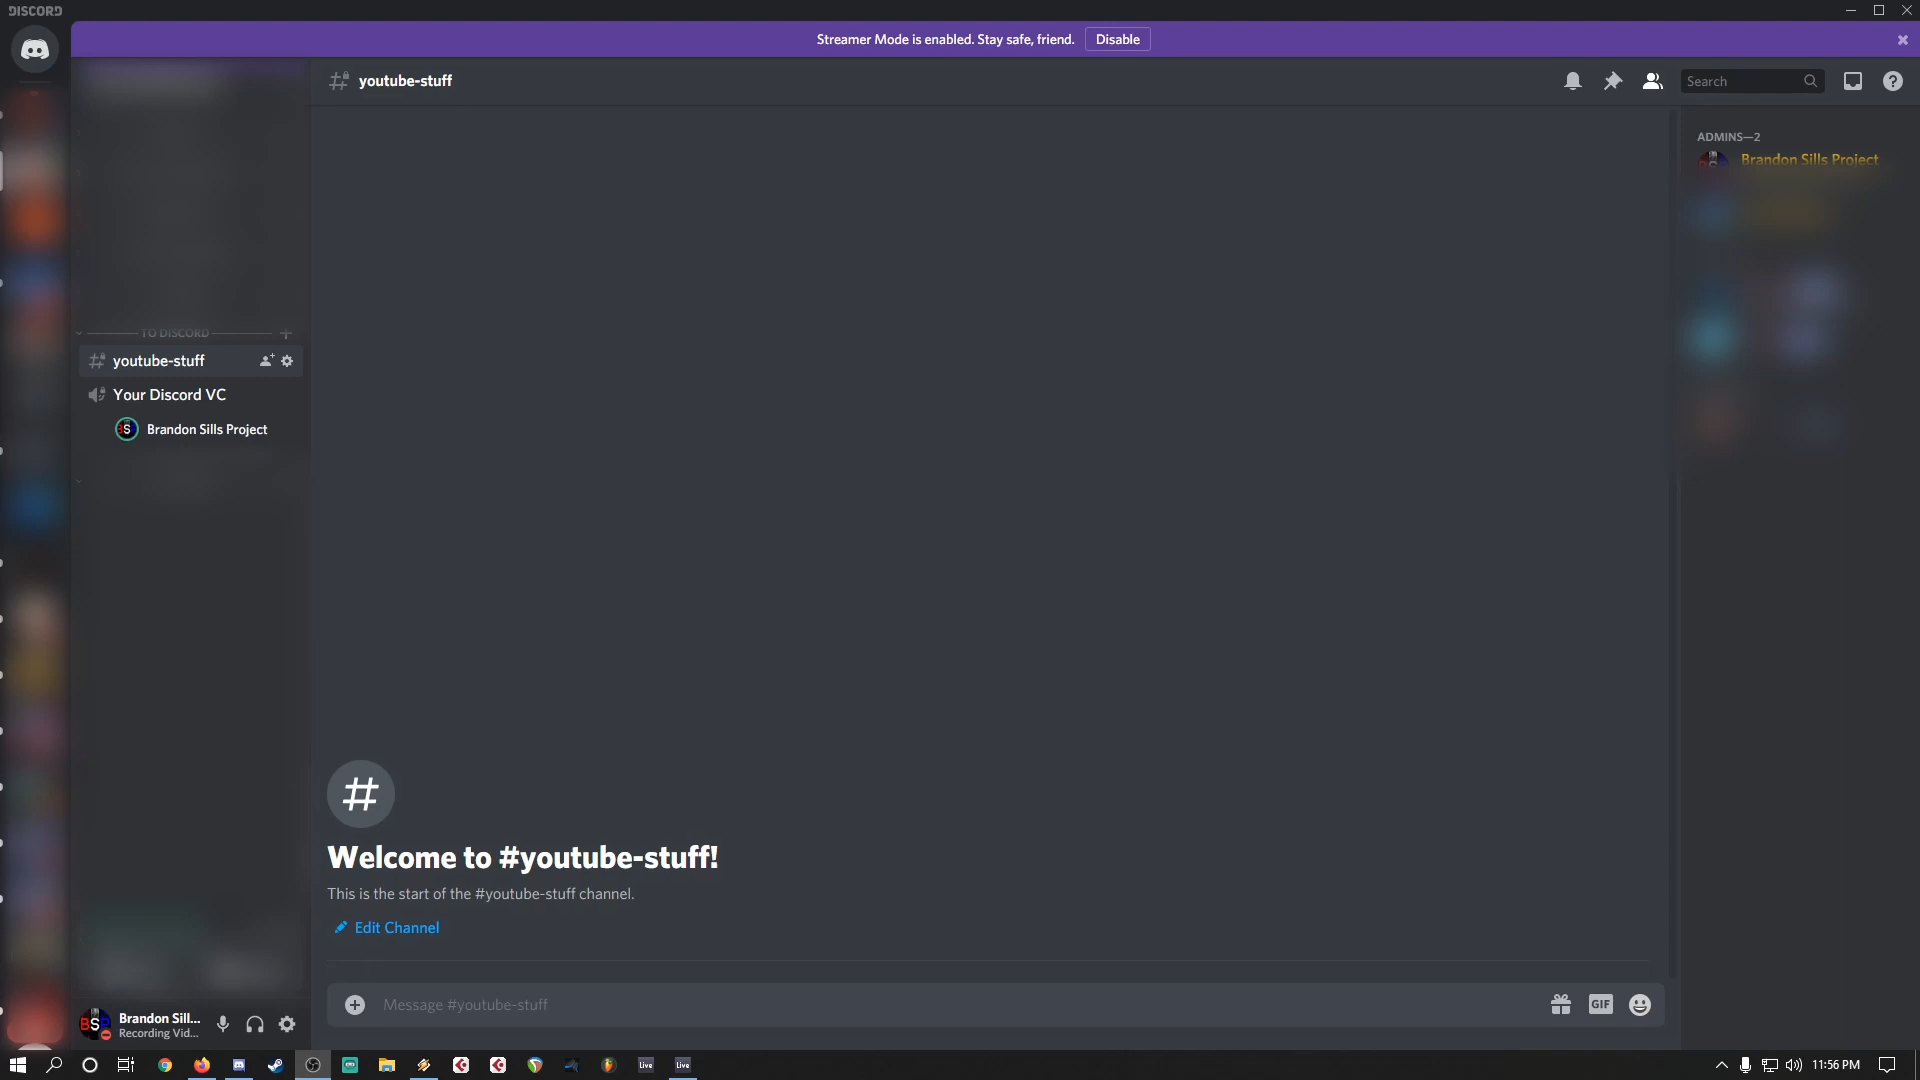 DISCORD
Streamer Mode is enabled. Stay safe, friend.
Disable
youtube-stuff
Search
ADMINS—2
Brandon Sills Project
TO DISCORD
youtube-stuff
Your Discord VC
Brandon Sills Project
Welcome to #youtube-stuff!
This is the start of the #youtube-stuff channel.
Edit Channel
Message #youtube-stuff
GIF
Brandon Sill...
Recording Vid...
live
live
11:56 PM